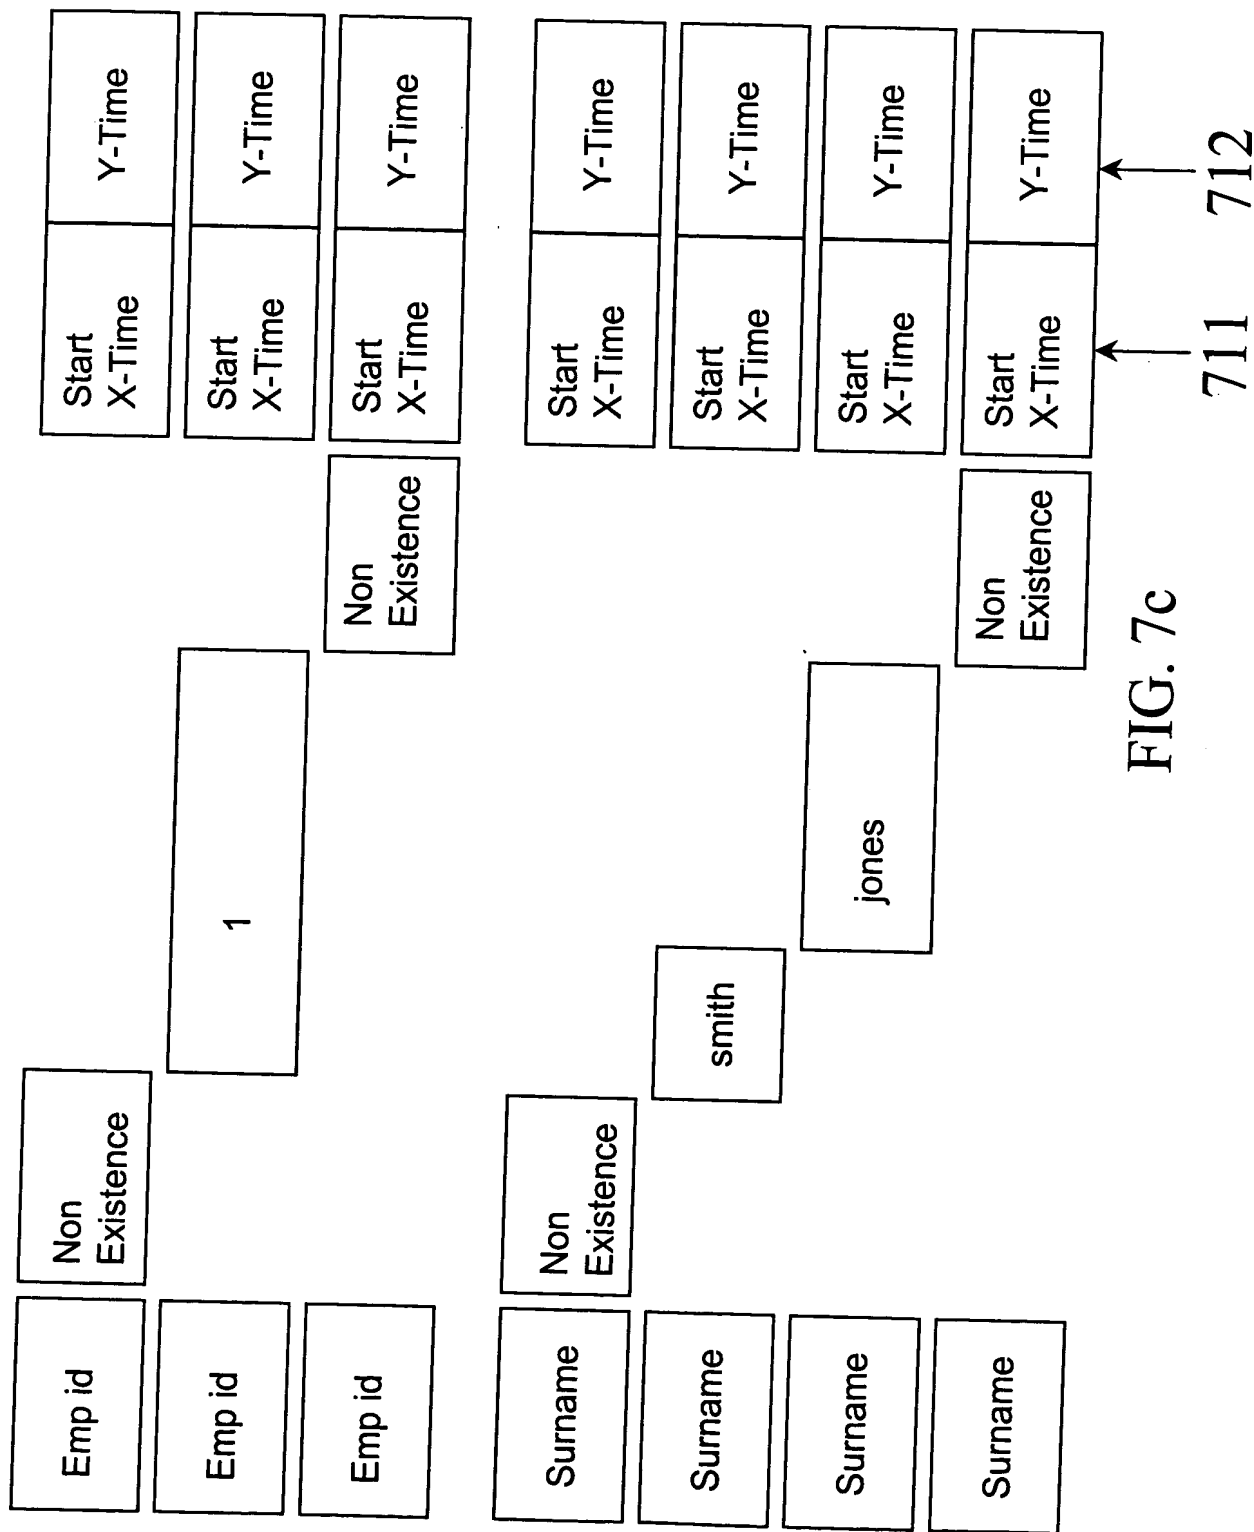 Emp id
Non
Existence
Start
X-Time
Y-Time
Emp id
1
Start
X-Time
Y-Time
Emp id
Non
Existence
Start
X-Time
Y-Time
Surname
Non
Existence
Start
X-Time
Y-Time
Surname
smith
Start
X-Time
Y-Time
Surname
jones
Start
X-Time
Y-Time
Surname
Non
Existence
Start
X-Time
Y-Time
711
712
FIG. 7c